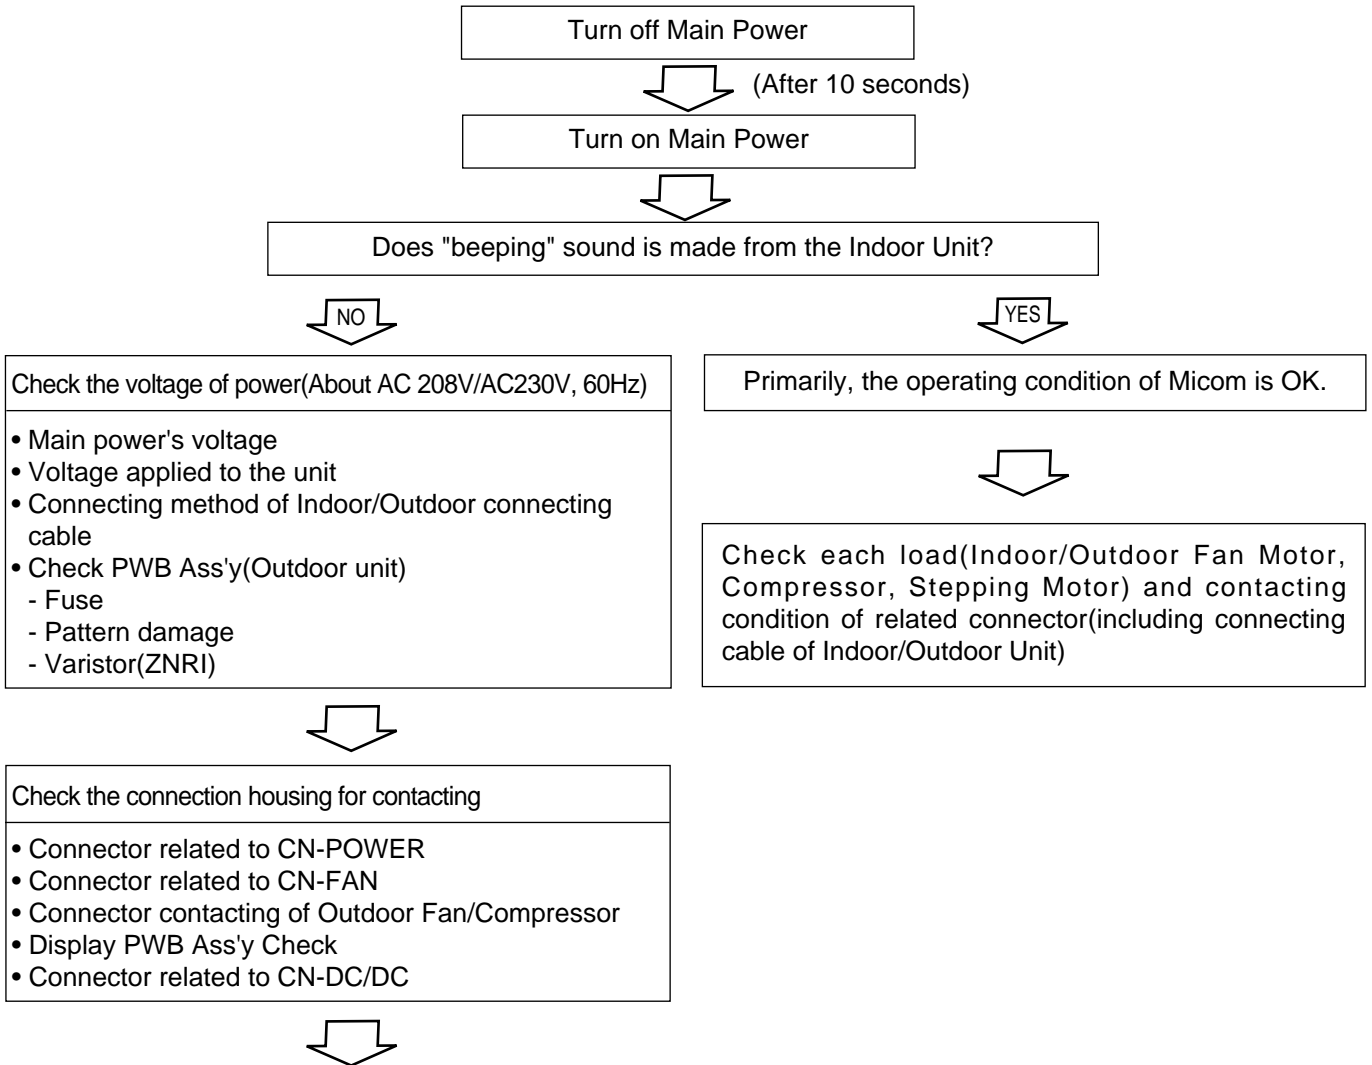 Turn off Main Power
(After 10 seconds)
Turn on Main Power
Does "beeping" sound is made from the Indoor Unit?
NO
YES
Check the voltage of power(About AC 208V/AC230V, 60Hz)
• Main power's voltage
• Voltage applied to the unit
• Connecting method of Indoor/Outdoor connecting
cable
• Check PWB Ass'y(Outdoor unit)
- Fuse
- Pattern damage
- Varistor(ZNRI)
Primarily, the operating condition of Micom is OK.
Check each load(Indoor/Outdoor Fan Motor,
Compressor, Stepping Motor) and contacting
condition of related connector(including connecting
cable of Indoor/Outdoor Unit)
Check the connection housing for contacting
• Connector related to CN-POWER
• Connector related to CN-FAN
• Connector contacting of Outdoor Fan/Compressor
• Display PWB Ass'y Check
• Connector related to CN-DC/DC